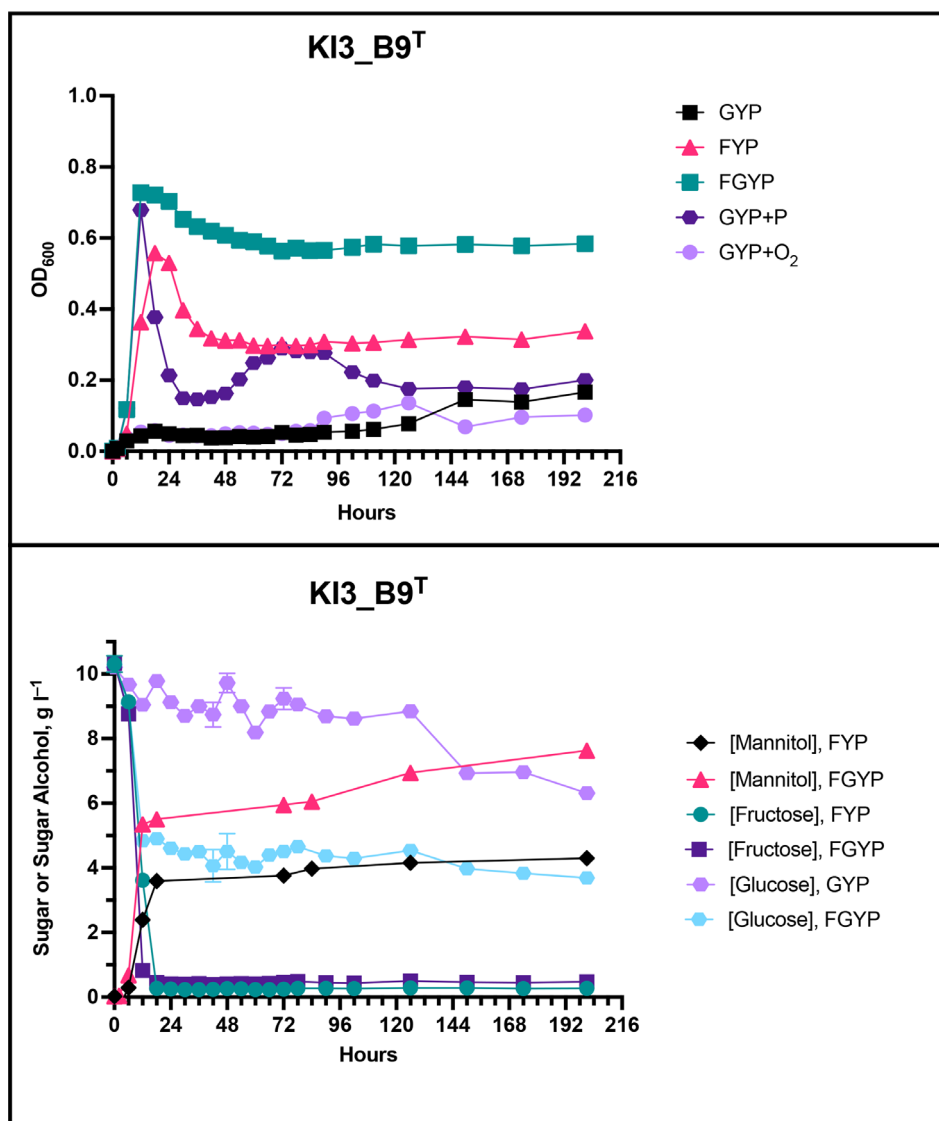 KI3_B9ᵀ
1.0
0.8
0.6
0.4
0.2
0.0
OD₆₀₀
0 24 48 72 96 120 144 168 192 216
Hours
GYP
FYP
FGYP
GYP+P
GYP+O₂
KI3_B9ᵀ
10
8
6
4
2
0
Sugar or Sugar Alcohol, g l⁻¹
0 24 48 72 96 120 144 168 192 216
Hours
[Mannitol], FYP
[Mannitol], FGYP
[Fructose], FYP
[Fructose], FGYP
[Glucose], GYP
[Glucose], FGYP